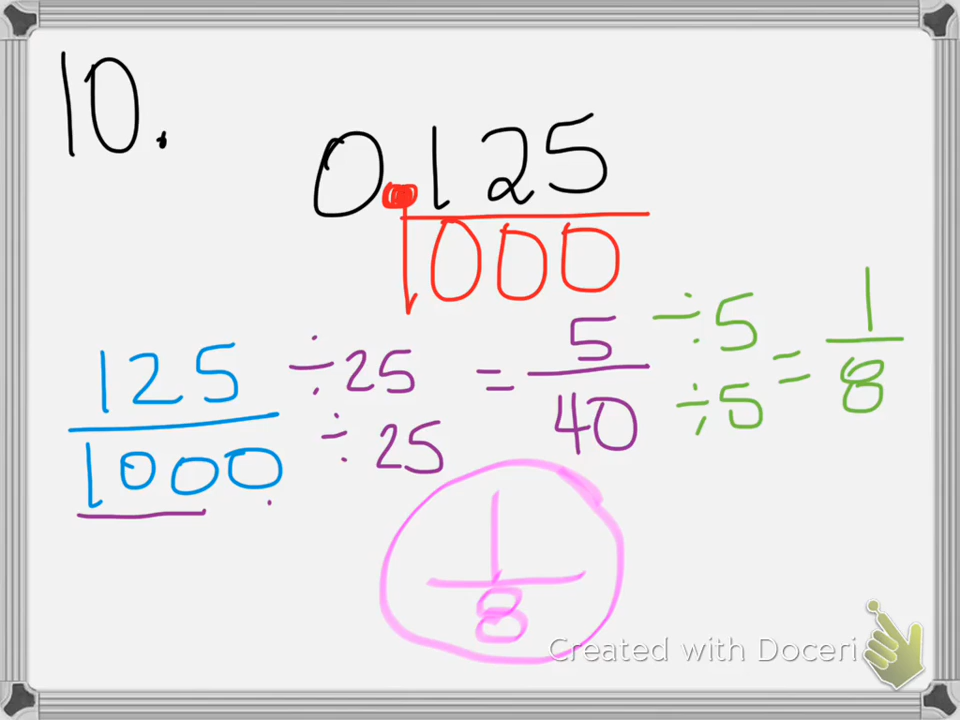 10.
0.125
1000
125 ÷25 = 5 ÷5 = 1
1000 ÷25 40 ÷5 8
1
8
Created with Doceri